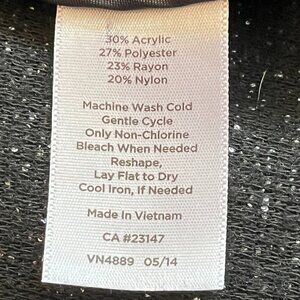 30% Acrylic
27% Polyester
23% Rayon
20% Nylon
Machine Wash Cold
Gentle Cycle
Only Non-Chlorine
Bleach When Needed
Reshape,
Lay Flat to Dry
Cool Iron, If Needed
Made in Vietnam
CA #23147
VN4889 05/14